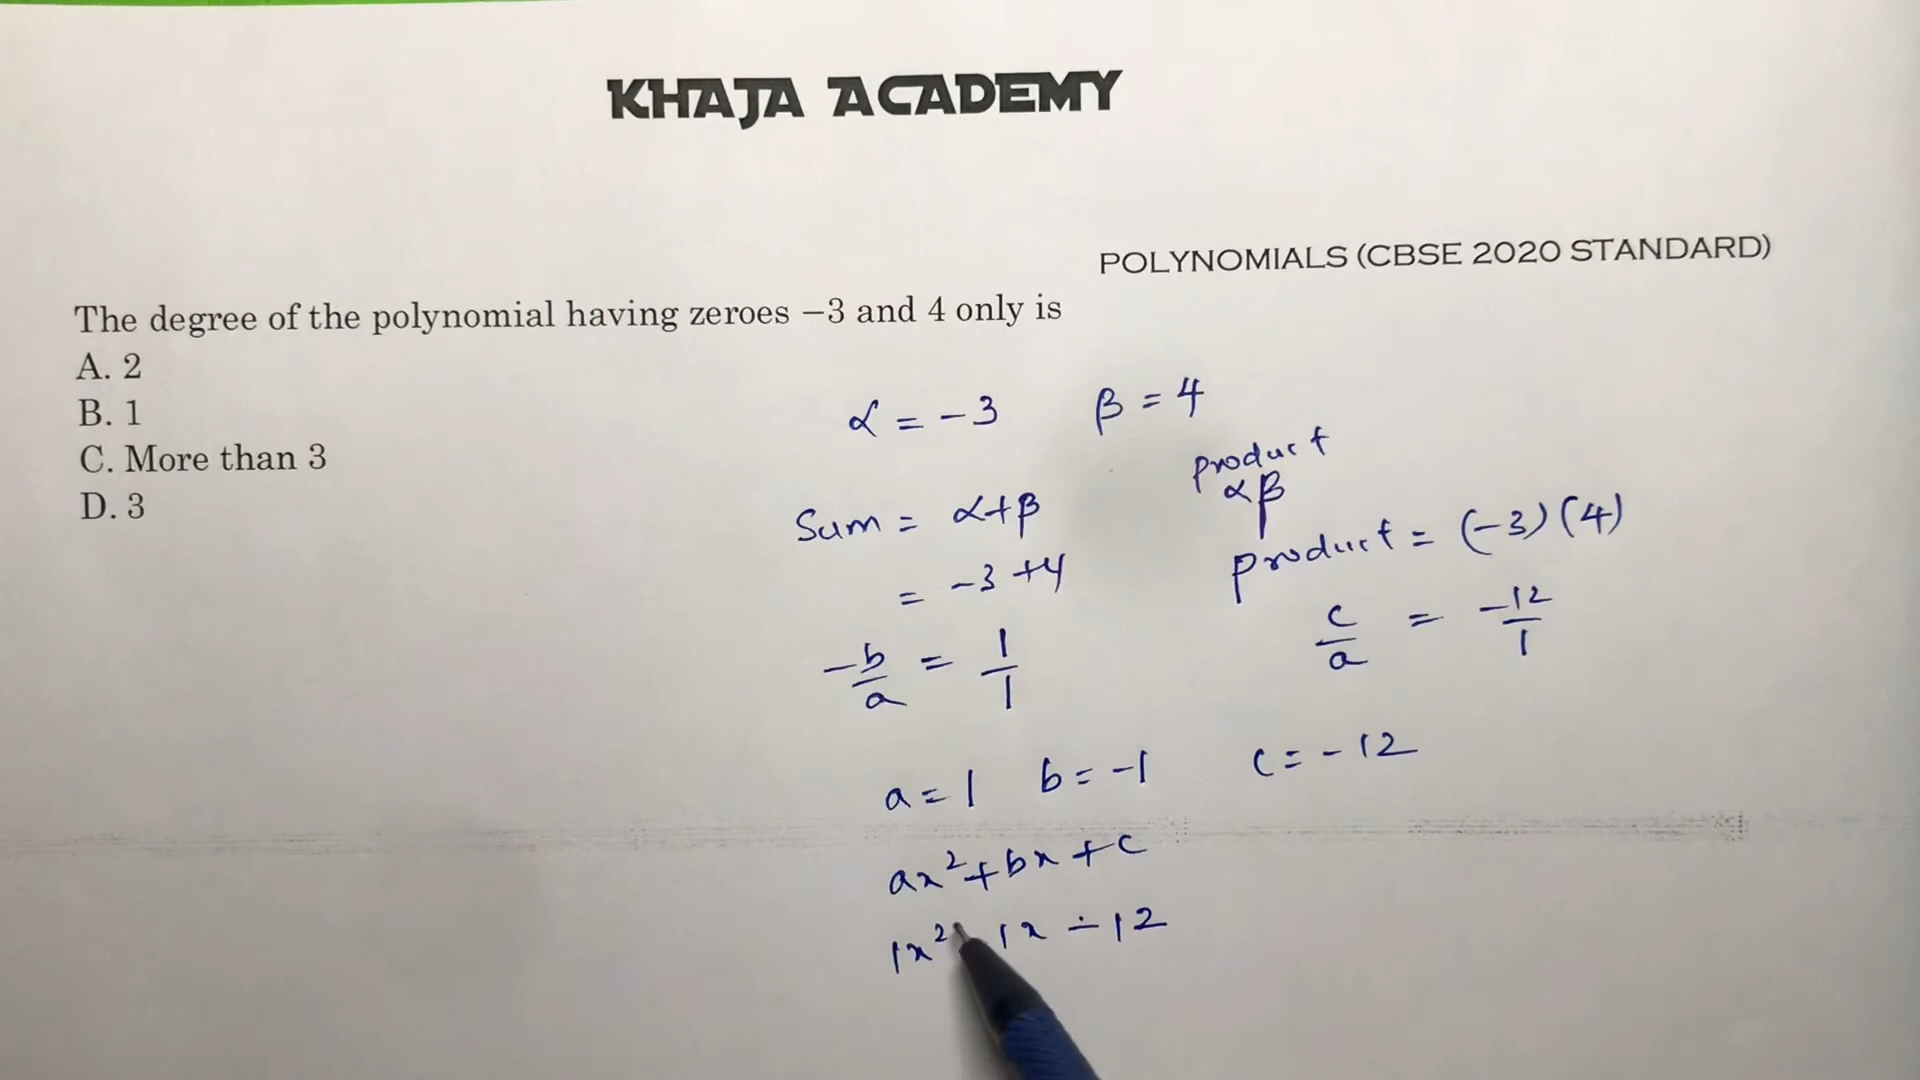 KHAJA ACADEMY
POLYNOMIALS (CBSE 2020 STANDARD)
The degree of the polynomial having zeroes −3 and 4 only is
A. 2
B. 1
C. More than 3
D. 3
α = -3 β = 4
product
αβ
Sum = α+β
product = (-3)(4)
= -3+4
c/a = -12/1
-b/a = 1/1
a=1 b=-1 c=-12
ax²+bx+c
1x² 1x -12